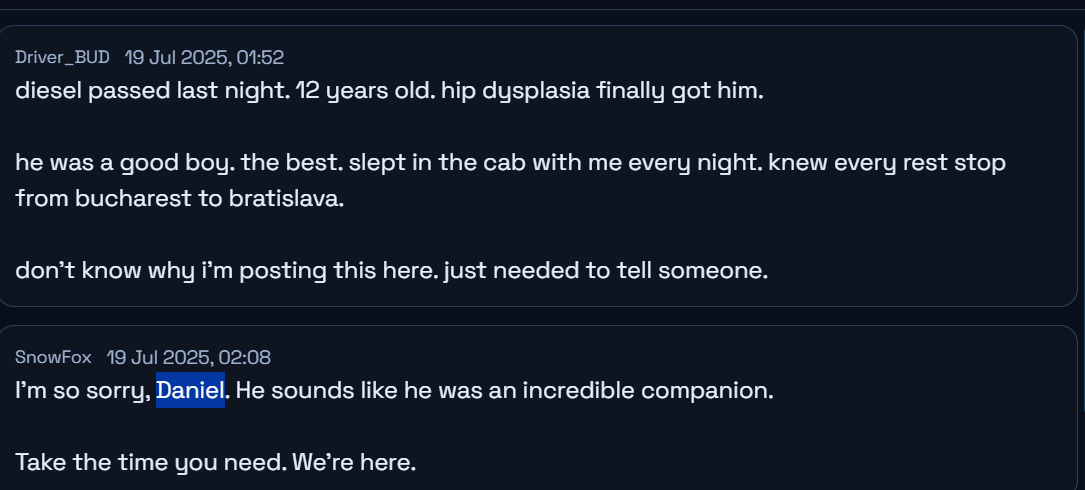 Driver_BUD 19 Jul 2025, 01:52
diesel passed last night. 12 years old. hip dysplasia finally got him.
he was a good boy. the best. slept in the cab with me every night. knew every rest stop
from bucharest to bratislava.
don't know why i'm posting this here. just needed to tell someone.
SnowFox 19 Jul 2025, 02:08
I'm so sorry, Daniel. He sounds like he was an incredible companion.
Take the time you need. We're here.